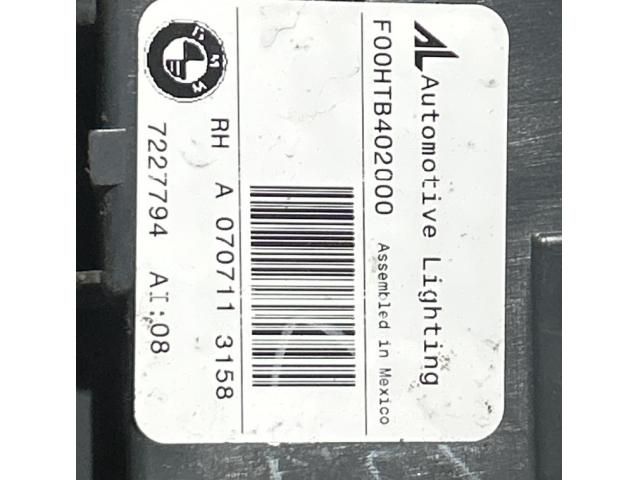 AL Automotive Lighting
F00HTB402000 Assembled in Mexico
RH A 070711 3158
BMW
7227794 AI:08